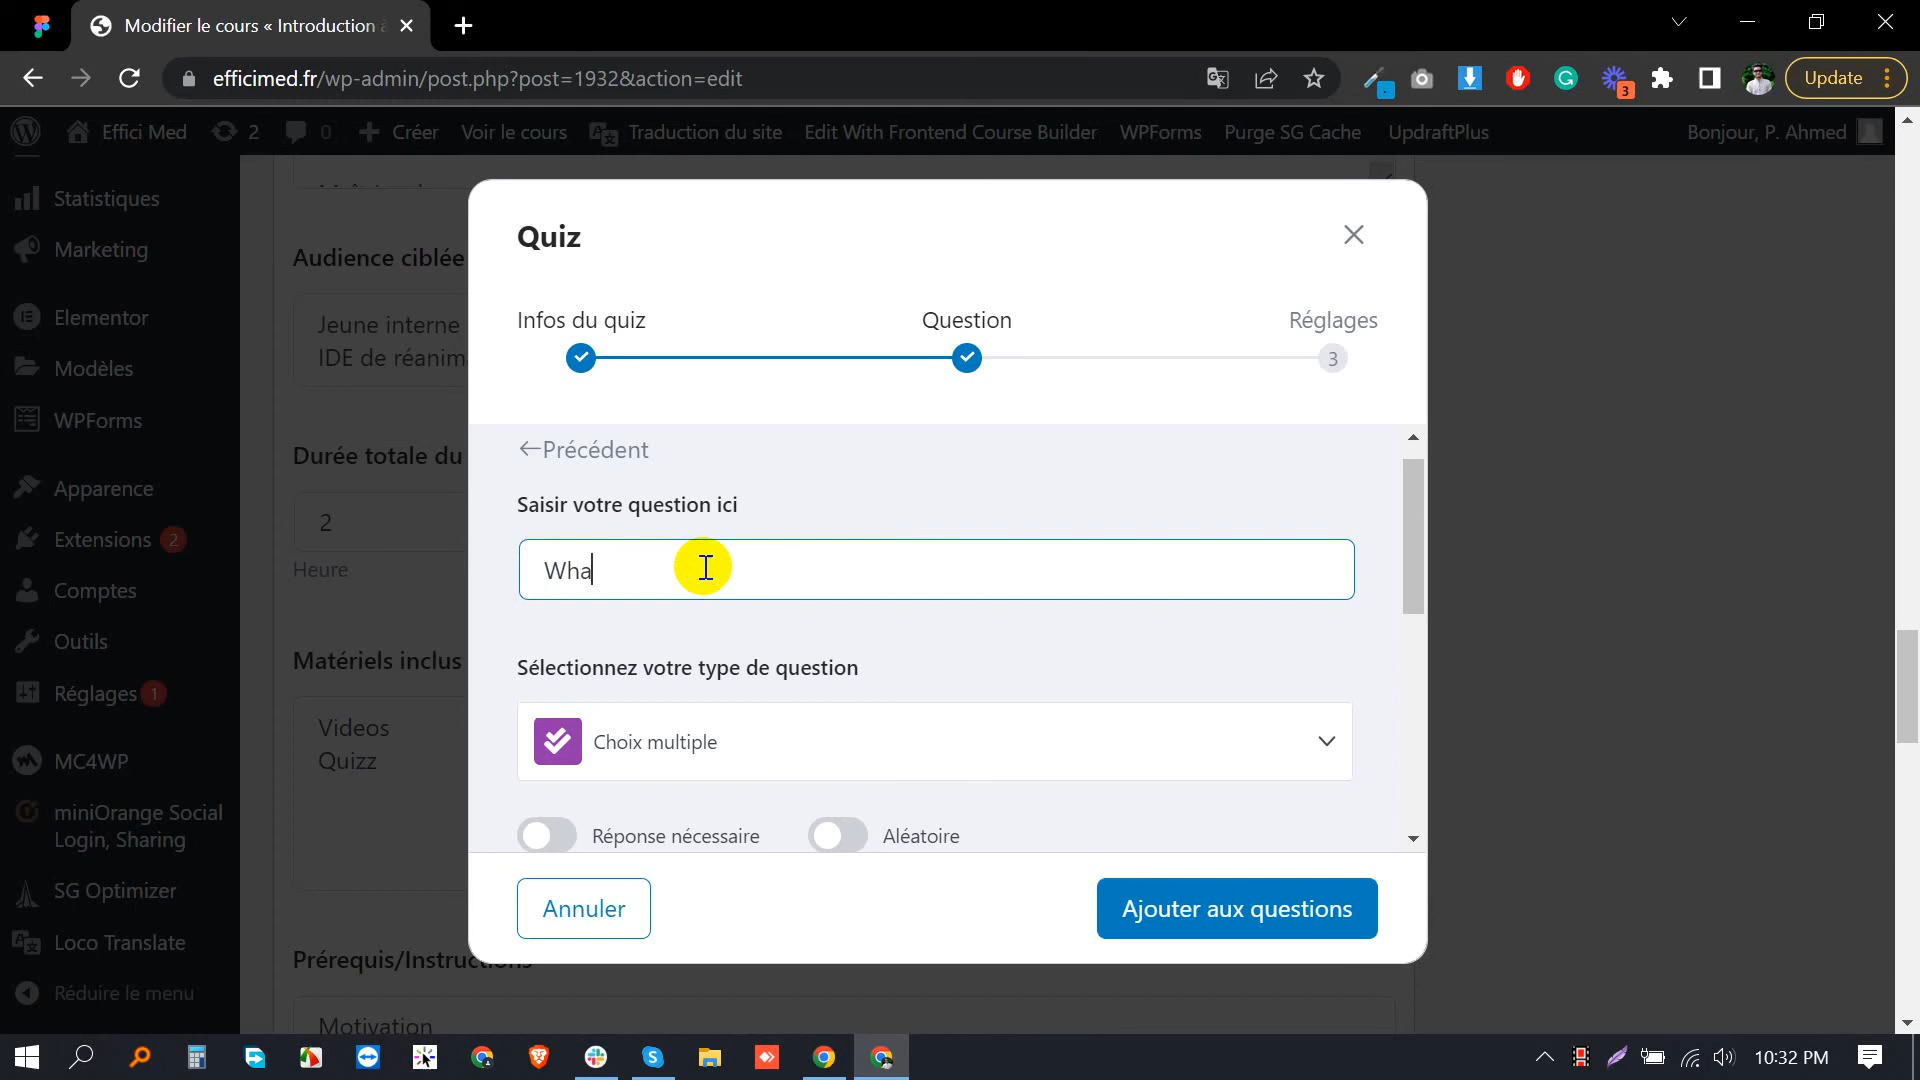 Modifier le cours « Introduction à
efficimed.fr/wp-admin/post.php?post=1932&action=edit
3
Update
Effici Med
2
0
Créer
Voir le cours
Traduction du site
Edit With Frontend Course Builder
WPForms
Purge SG Cache
UpdraftPlus
Bonjour, P. Ahmed
Statistiques
Marketing
Elementor
Modèles
WPForms
Apparence
Extensions 2
Comptes
Outils
Réglages 1
MC4WP
miniOrange Social
Login, Sharing
SG Optimizer
Loco Translate
Réduire le menu
Audience ciblée
Jeune interne
IDE de réanima
Durée totale du
2
Heure
Matériels inclus
Videos
Quizz
Prérequis/Instructions
Motivation
Quiz
Infos du quiz
Question
Réglages
3
←Précédent
Saisir votre question ici
Wha
Sélectionnez votre type de question
Choix multiple
Réponse nécessaire
Aléatoire
Annuler
Ajouter aux questions
10:32 PM